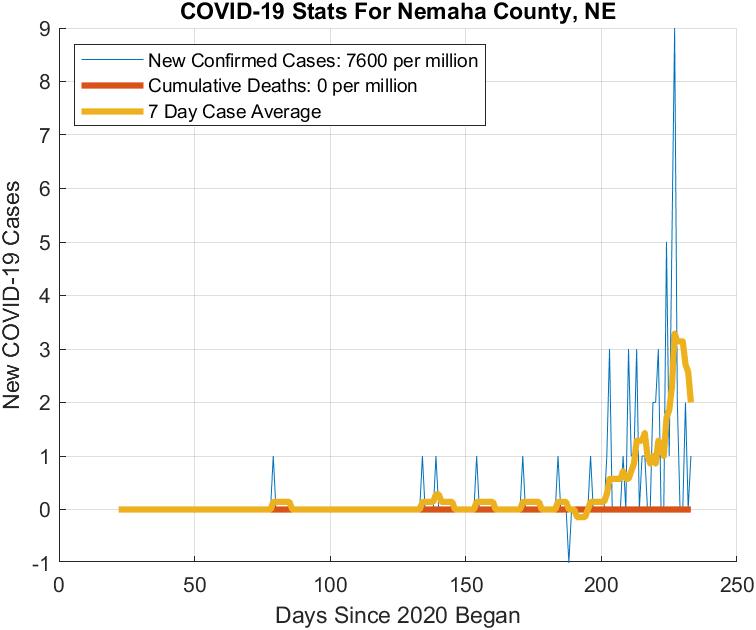 COVID-19 Stats For Nemaha County, NE
New Confirmed Cases: 7600 per million
Cumulative Deaths: 0 per million
7 Day Case Average
New COVID-19 Cases
9
8
7
6
5
4
3
2
1
0
-1
0 50 100 150 200 250
Days Since 2020 Began